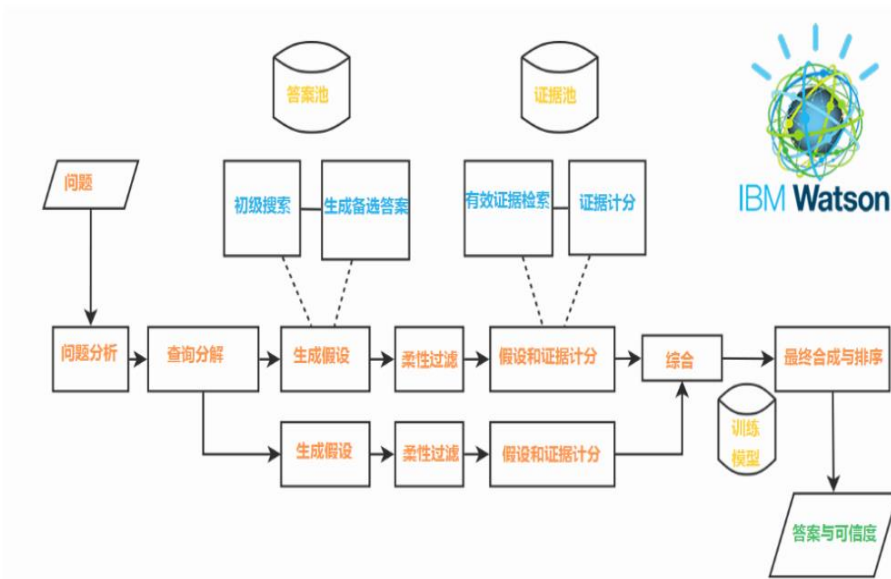 答案池
证据池
IBM Watson
问题
初级搜索
生成备选答案
有效证据检索
证据计分
问题分析
查询分解
生成假设
柔性过滤
假设和证据计分
综合
最终合成与排序
生成假设
柔性过滤
假设和证据计分
训练
模型
答案与可信度